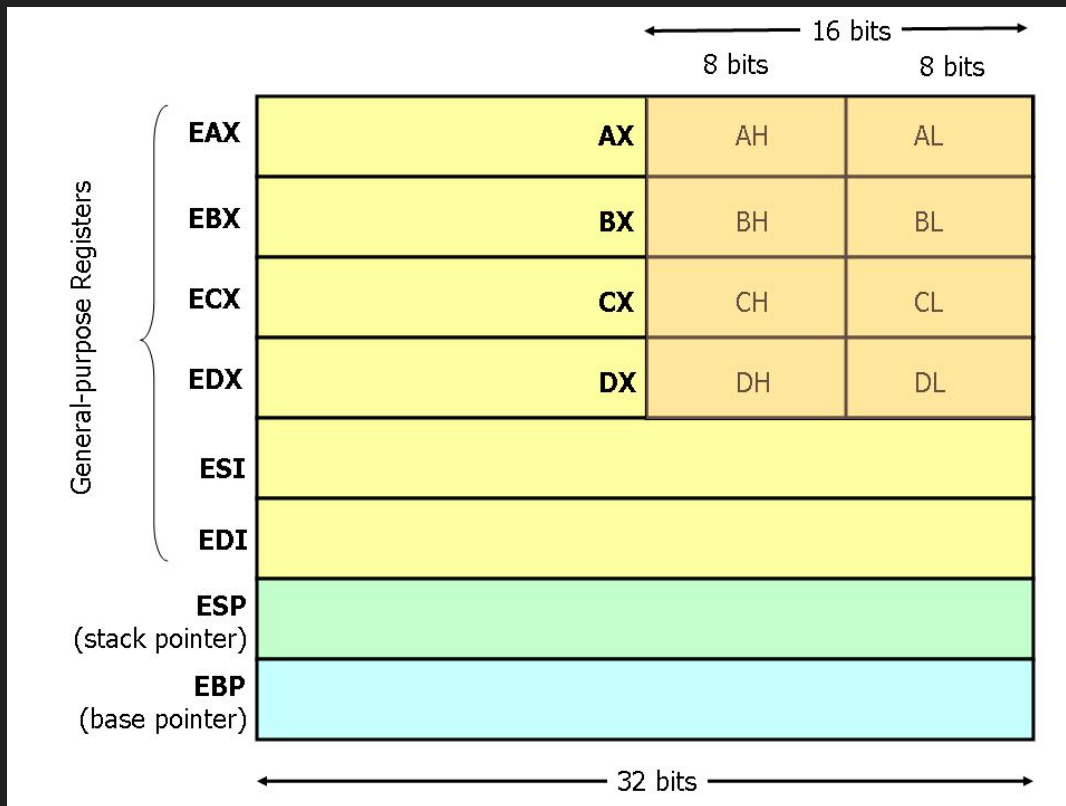 16 bits
8 bits 8 bits
EAX AX AH AL
EBX BX BH BL
ECX CX CH CL
EDX DX DH DL
ESI
EDI
ESP
(stack pointer)
EBP
(base pointer)
General-purpose Registers
32 bits